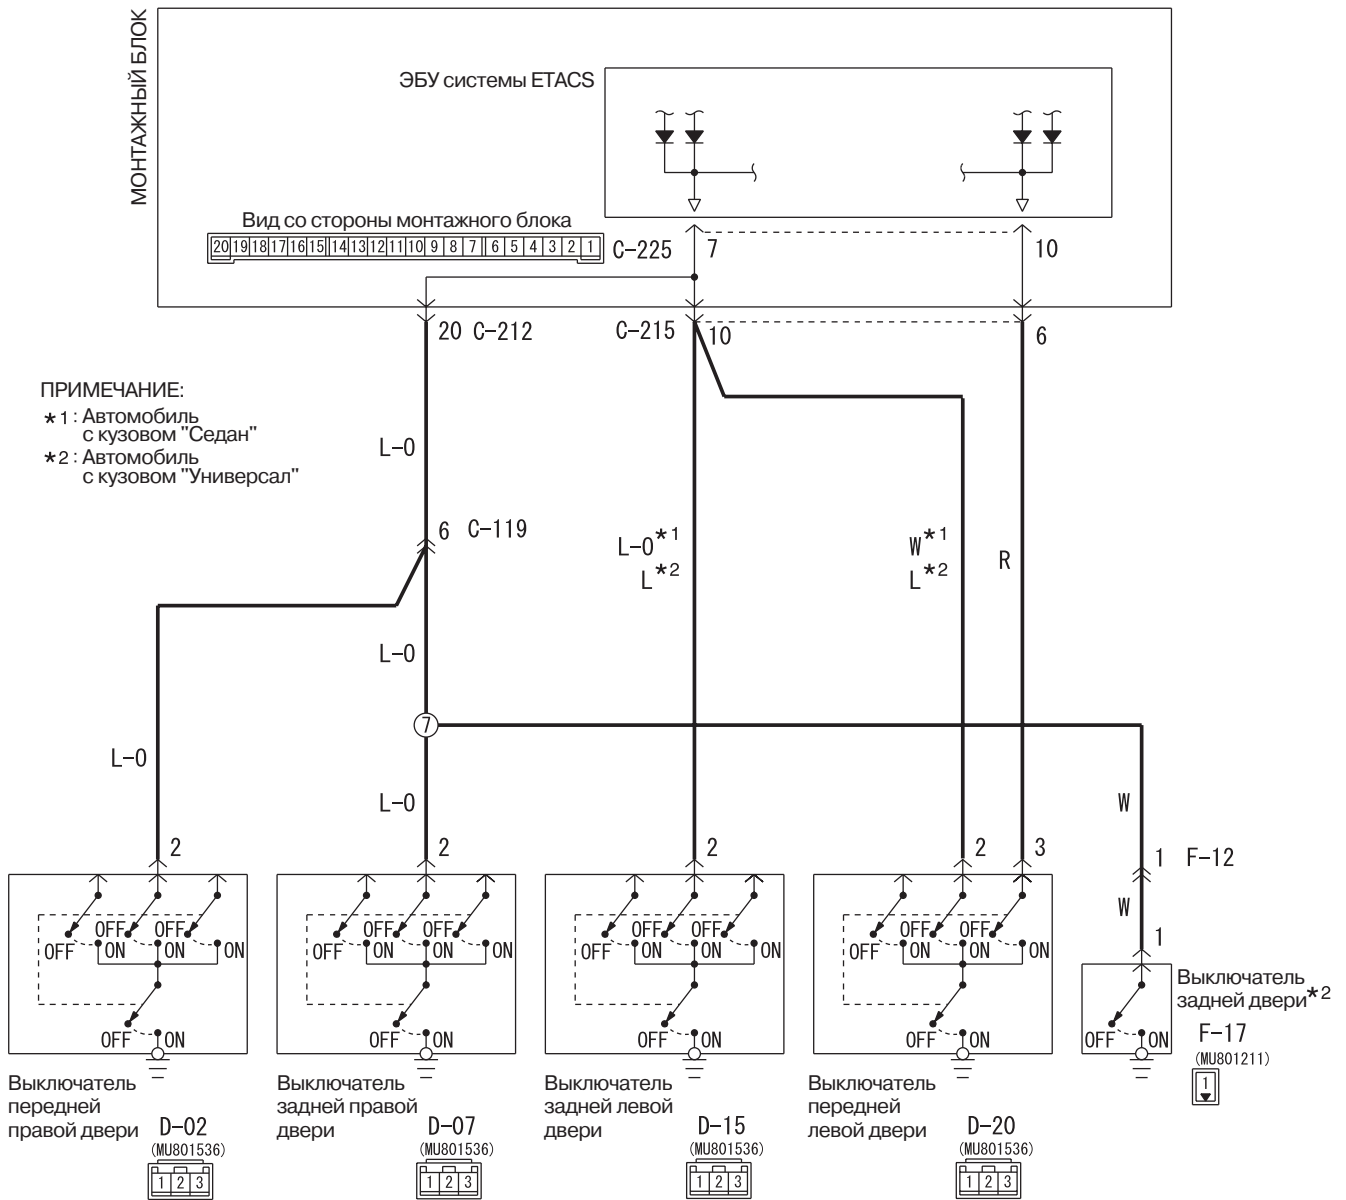 МОНТАЖНЫЙ БЛОК
ЭБУ системы ETACS
Вид со стороны монтажного блока
20 19 18 17 16 15 14 13 12 11 10 9 8 7 6 5 4 3 2 1
C-225 7 10
20 C-212 C-215 10 6
ПРИМЕЧАНИЕ:
*1: Автомобиль
с кузовом "Седан"
*2: Автомобиль
с кузовом "Универсал"
L-O
6 C-119
L-O*1 W*1 R
L*2 L*2
L-O
7
L-O
L-O W
2 2 2 2 3 1 F-12
W
1
OFF OFF OFF
OFF ON ON ON
OFF ON
OFF OFF OFF
OFF ON ON ON
OFF ON
OFF OFF OFF
OFF ON ON ON
OFF ON
OFF OFF OFF
OFF ON ON ON
OFF ON
OFF ON
Выключатель
задней двери*2
F-17
(MU801211)
1
Выключатель
передней
правой двери
D-02
(MU801536)
1 2 3
Выключатель
задней правой
двери
D-07
(MU801536)
1 2 3
Выключатель
задней левой
двери
D-15
(MU801536)
1 2 3
Выключатель
передней
левой двери
D-20
(MU801536)
1 2 3